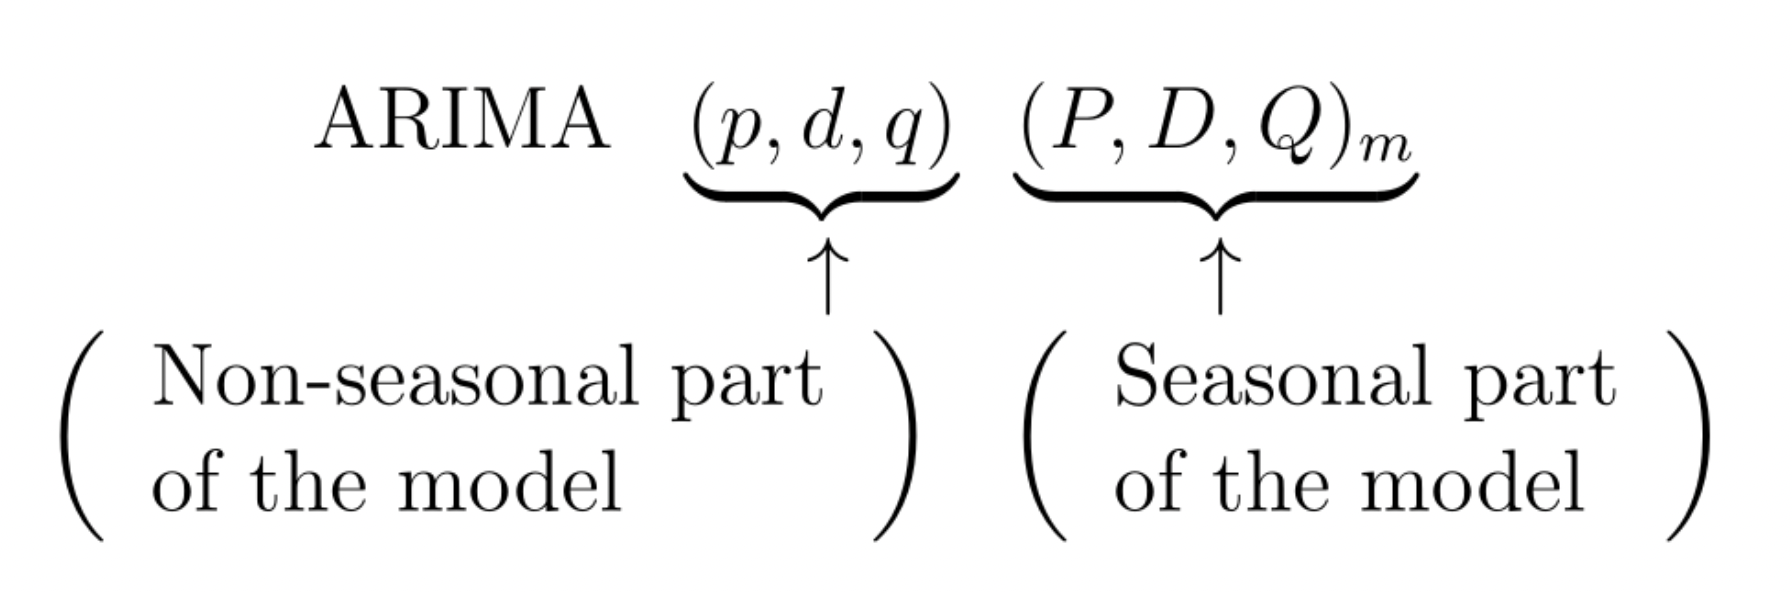 ARIMA (p, d, q) (P, D, Q)m
↑ ↑
( Non-seasonal part of the model ) ( Seasonal part of the model )